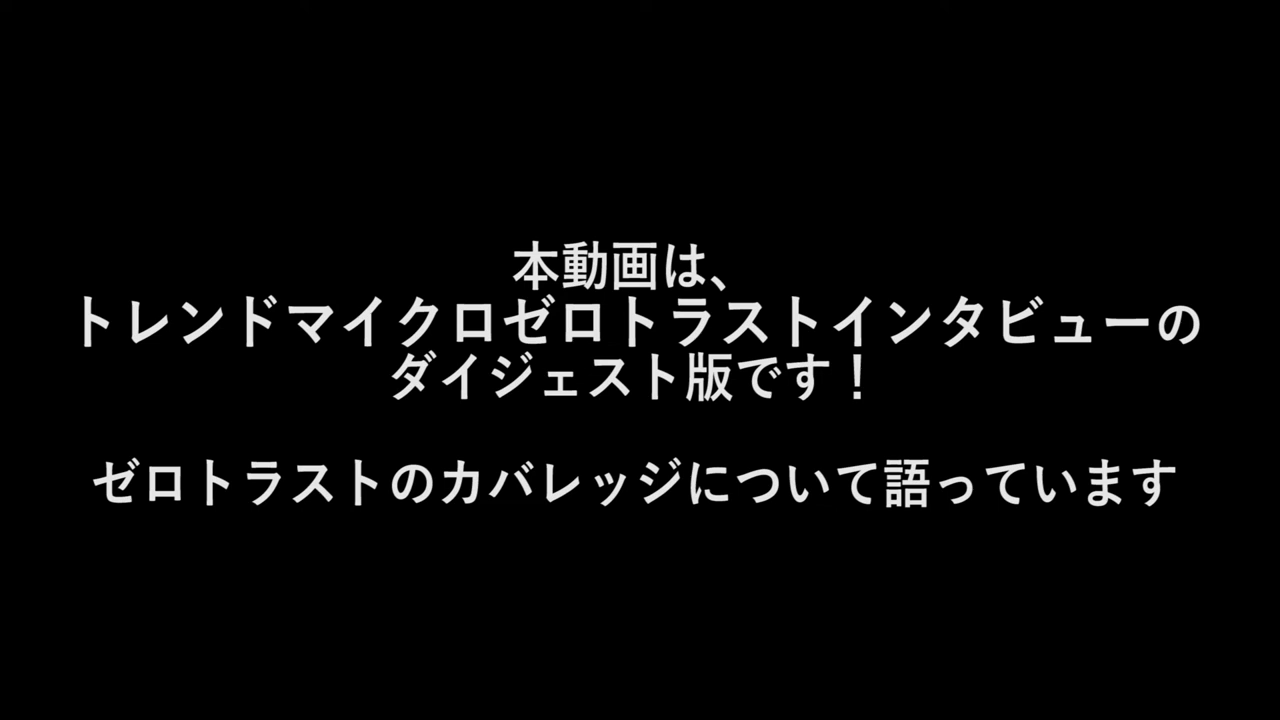 本動画は、
トレンドマイクロゼロトラストインタビューの
ダイジェスト版です！
ゼロトラストのカバレッジについて語っています